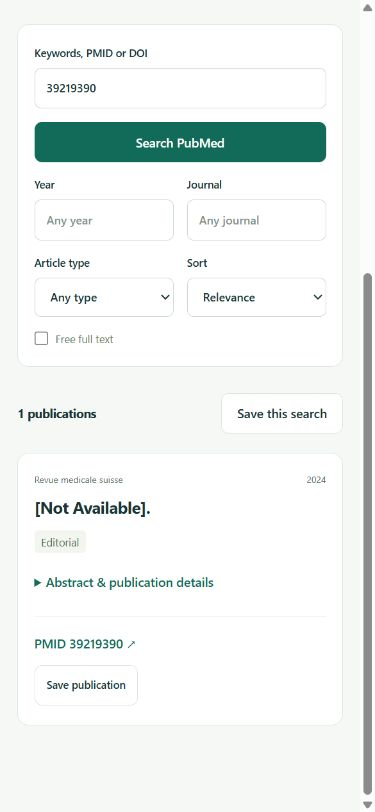 Keywords, PMID or DOI
39219390
Search PubMed
Year
Journal
Any year
Any journal
Article type
Sort
Any type
Relevance
Free full text
1 publications
Save this search
Revue medicale suisse
2024
[Not Available].
Editorial
▶ Abstract & publication details
PMID 39219390 ↗
Save publication